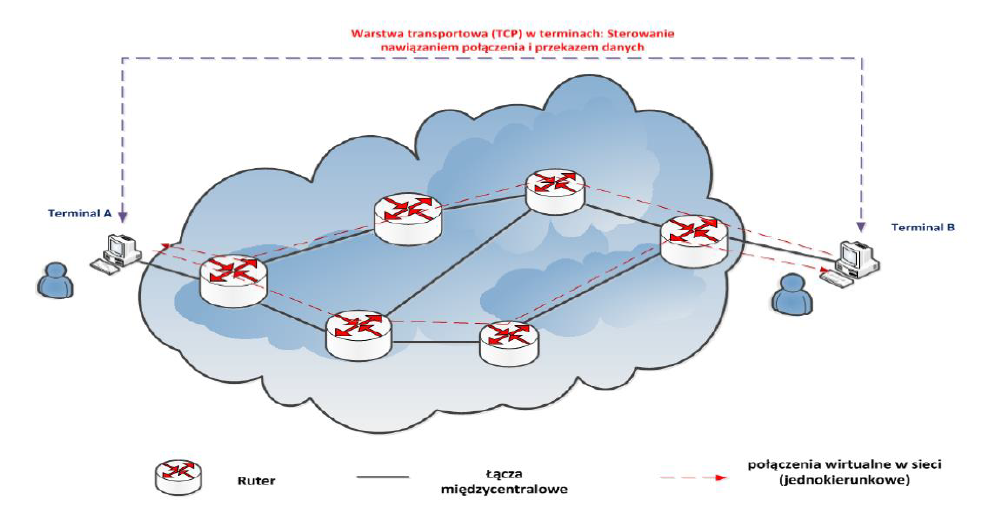 Warstwa transportowa (TCP) w terminach: Sterowanie
nawiązaniem połączenia i przekazem danych
Terminal A
Terminal B
Ruter
Łącza
międzycentralowe
połączenia wirtualne w sieci
(jednokierunkowe)